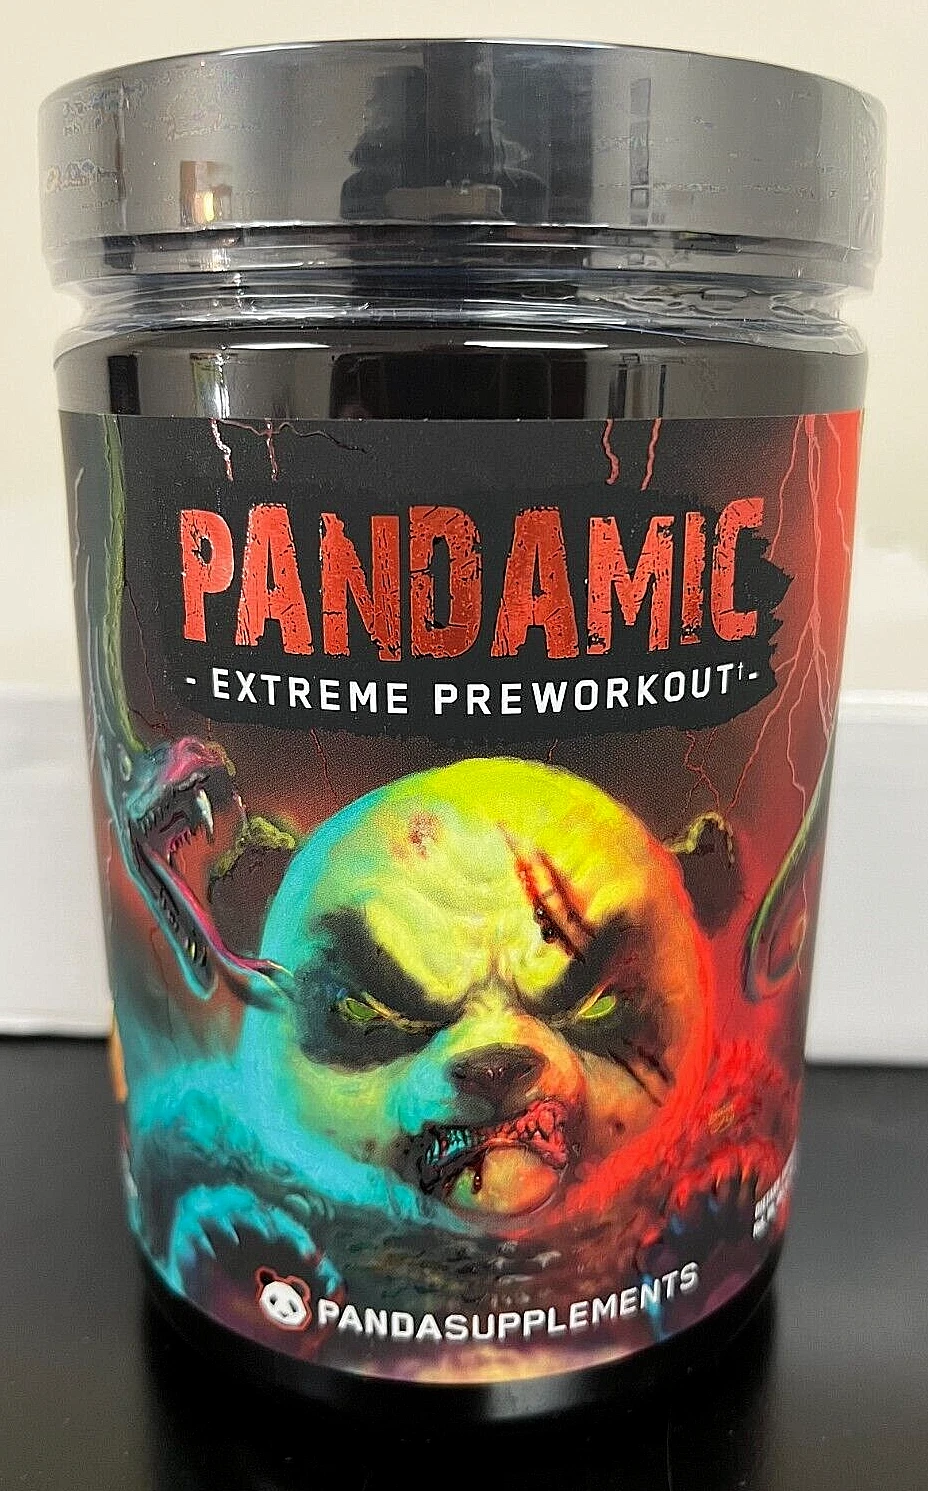 PANDAMIC
- EXTREME PREWORKOUT† -
PANDASUPPLEMENTS